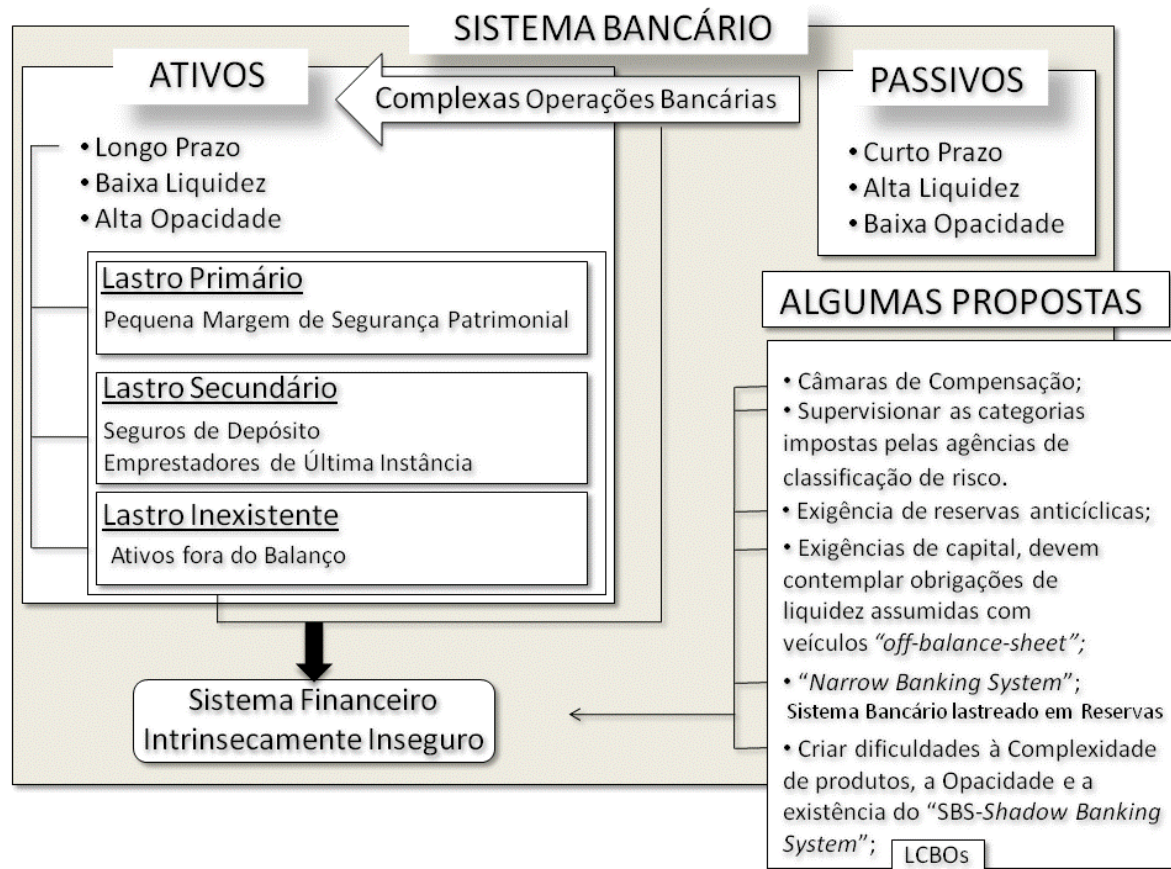 SISTEMA BANCÁRIO
ATIVOS
Complexas Operações Bancárias
PASSIVOS
• Longo Prazo
• Baixa Liquidez
• Alta Opacidade
• Curto Prazo
• Alta Liquidez
• Baixa Opacidade
Lastro Primário
Pequena Margem de Segurança Patrimonial
Lastro Secundário
Seguros de Depósito
Emprestadores de Última Instância
Lastro Inexistente
Ativos fora do Balanço
Sistema Financeiro
Intrinsecamente Inseguro
ALGUMAS PROPOSTAS
• Câmaras de Compensação;
• Supervisionar as categorias
impostas pelas agências de
classificação de risco.
• Exigência de reservas anticíclicas;
• Exigências de capital, devem
contemplar obrigações de
liquidez assumidas com
veículos "off-balance-sheet";
• "Narrow Banking System";
Sistema Bancário lastreado em Reservas
• Criar dificuldades à Complexidade
de produtos, a Opacidade e a
existência do "SBS-Shadow Banking
System";
LCBOs